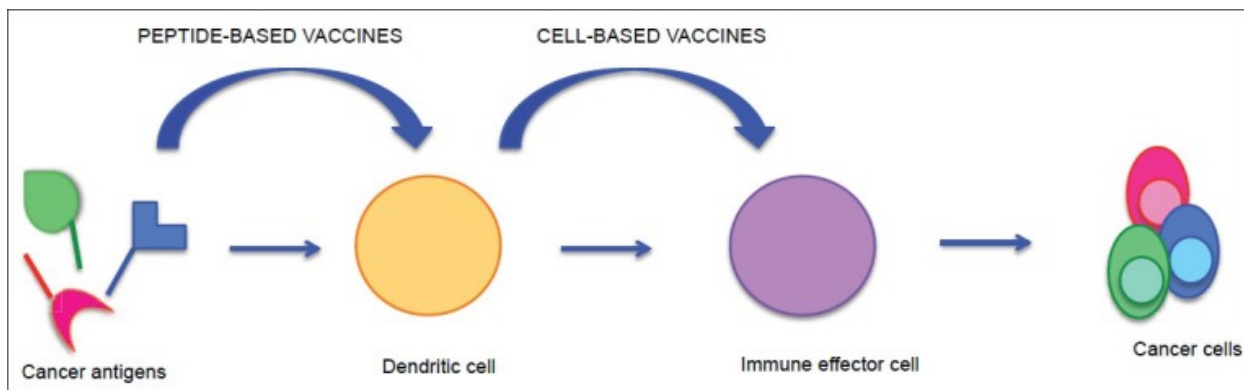 PEPTIDE-BASED VACCINES
CELL-BASED VACCINES
Cancer antigens
Dendritic cell
Immune effector cell
Cancer cells